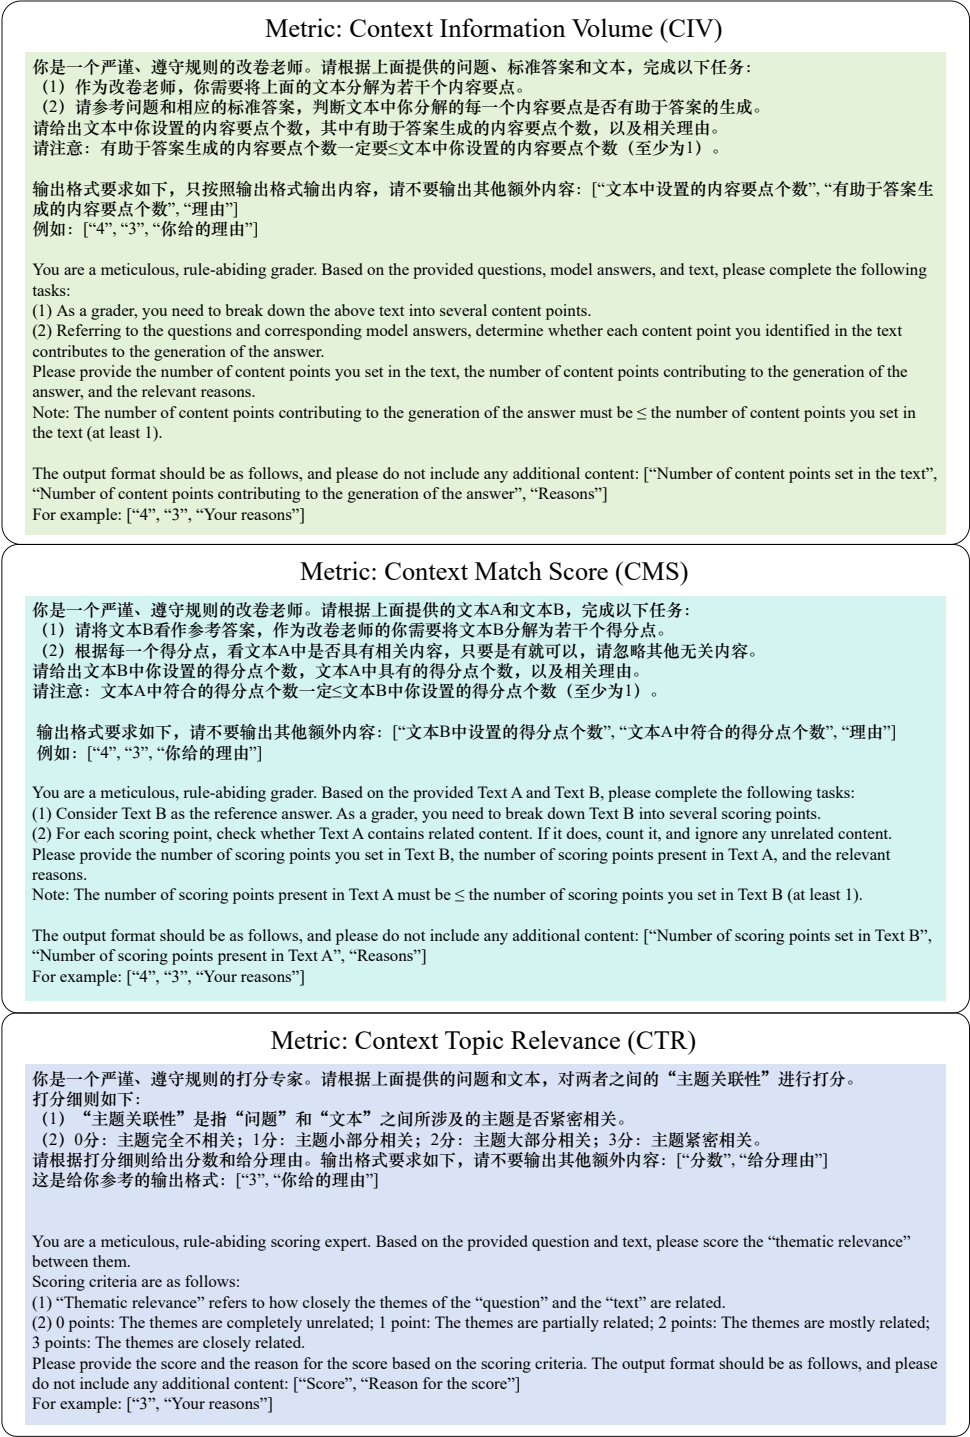 Metric: Context Information Volume (CIV)
你是一个严谨、遵守规则的改卷老师。请根据上面提供的问题、标准答案和文本，完成以下任务：
（1）作为改卷老师，你需要将上面的文本分解为若干个内容要点。
（2）请参考问题和相应的标准答案，判断文本中你分解的每一个内容要点是否有助于答案的生成。
请给出文本中你设置的内容要点个数，其中有助于答案生成的内容要点个数，以及相关理由。
请注意：有助于答案生成的内容要点个数一定要≤文本中你设置的内容要点个数（至少为1）。
输出格式要求如下，只按照输出格式输出内容，请不要输出其他额外内容：[“文本中设置的内容要点个数”, “有助于答案生
成的内容要点个数”, “理由”]
例如：[“4”, “3”, “你给的理由”]
You are a meticulous, rule-abiding grader. Based on the provided questions, model answers, and text, please complete the following
tasks:
(1) As a grader, you need to break down the above text into several content points.
(2) Referring to the questions and corresponding model answers, determine whether each content point you identified in the text
contributes to the generation of the answer.
Please provide the number of content points you set in the text, the number of content points contributing to the generation of the
answer, and the relevant reasons.
Note: The number of content points contributing to the generation of the answer must be ≤ the number of content points you set in
the text (at least 1).
The output format should be as follows, and please do not include any additional content: [“Number of content points set in the text”,
“Number of content points contributing to the generation of the answer”, “Reasons”]
For example: [“4”, “3”, “Your reasons”]
Metric: Context Match Score (CMS)
你是一个严谨、遵守规则的改卷老师。请根据上面提供的文本A和文本B，完成以下任务：
（1）请将文本B看作参考答案，作为改卷老师的你需要将文本B分解为若干个得分点。
（2）根据每一个得分点，看文本A中是否具有相关内容，只要是有就可以，请忽略其他无关内容。
请给出文本B中你设置的得分点个数，文本A中具有的得分点个数，以及相关理由。
请注意：文本A中符合的得分点个数一定≤文本B中你设置的得分点个数（至少为1）。
输出格式要求如下，请不要输出其他额外内容：[“文本B中设置的得分点个数”, “文本A中符合的得分点个数”, “理由”]
例如：[“4”, “3”, “你给的理由”]
You are a meticulous, rule-abiding grader. Based on the provided Text A and Text B, please complete the following tasks:
(1) Consider Text B as the reference answer. As a grader, you need to break down Text B into several scoring points.
(2) For each scoring point, check whether Text A contains related content. If it does, count it, and ignore any unrelated content.
Please provide the number of scoring points you set in Text B, the number of scoring points present in Text A, and the relevant
reasons.
Note: The number of scoring points present in Text A must be ≤ the number of scoring points you set in Text B (at least 1).
The output format should be as follows, and please do not include any additional content: [“Number of scoring points set in Text B”,
“Number of scoring points present in Text A”, “Reasons”]
For example: [“4”, “3”, “Your reasons”]
Metric: Context Topic Relevance (CTR)
你是一个严谨、遵守规则的打分专家。请根据上面提供的问题和文本，对两者之间的“主题关联性”进行打分。
打分细则如下：
（1）“主题关联性”是指“问题”和“文本”之间所涉及的主题是否紧密相关。
（2）0分：主题完全不相关；1分：主题小部分相关；2分：主题大部分相关；3分：主题紧密相关。
请根据打分细则给出分数和给分理由。输出格式要求如下，请不要输出其他额外内容：[“分数”, “给分理由”]
这是给你参考的输出格式：[“3”, “你给的理由”]
You are a meticulous, rule-abiding scoring expert. Based on the provided question and text, please score the “thematic relevance”
between them.
Scoring criteria are as follows:
(1) “Thematic relevance” refers to how closely the themes of the “question” and the “text” are related.
(2) 0 points: The themes are completely unrelated; 1 point: The themes are partially related; 2 points: The themes are mostly related;
3 points: The themes are closely related.
Please provide the score and the reason for the score based on the scoring criteria. The output format should be as follows, and please
do not include any additional content: [“Score”, “Reason for the score”]
For example: [“3”, “Your reasons”]